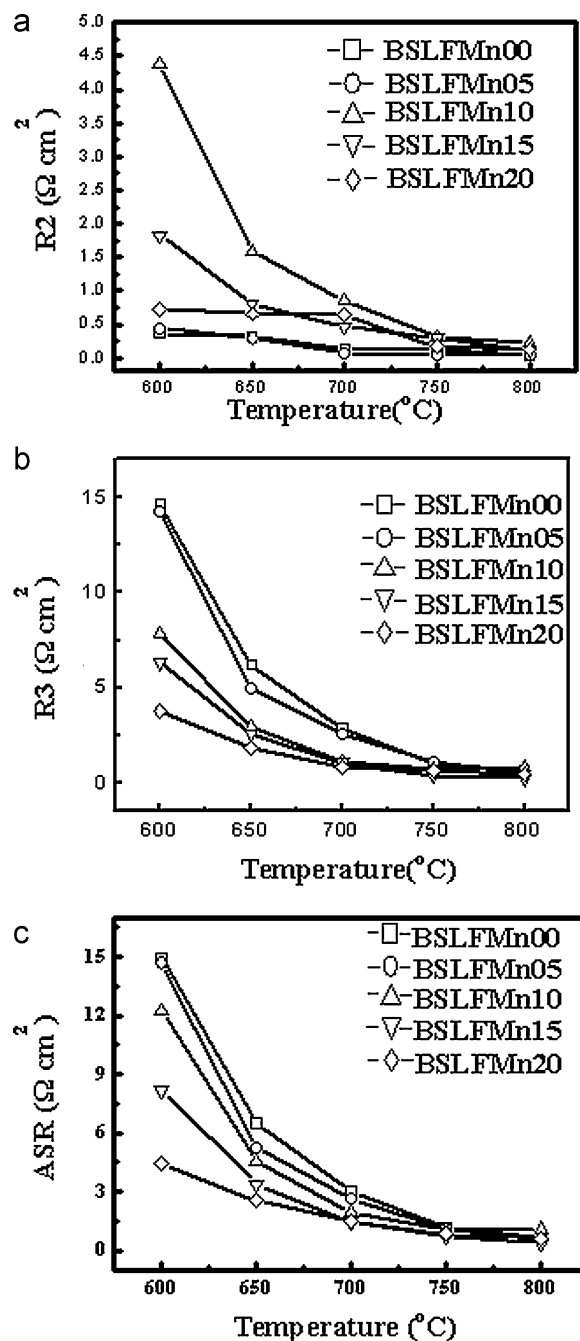 a
5.0
4.5
4.0
3.5
3.0
2.5
2.0
1.5
1.0
0.5
0.0
R2 (Ω cm 2)
BSLFMn00
BSLFMn05
BSLFMn10
BSLFMn15
BSLFMn20
600 650 700 750 800
Temperature(°C)
b
15
10
5
0
R3 (Ω cm 2)
BSLFMn00
BSLFMn05
BSLFMn10
BSLFMn15
BSLFMn20
600 650 700 750 800
Temperature(°C)
c
15
12
9
6
3
0
ASR (Ω cm 2)
BSLFMn00
BSLFMn05
BSLFMn10
BSLFMn15
BSLFMn20
600 650 700 750 800
Temperature (°C)